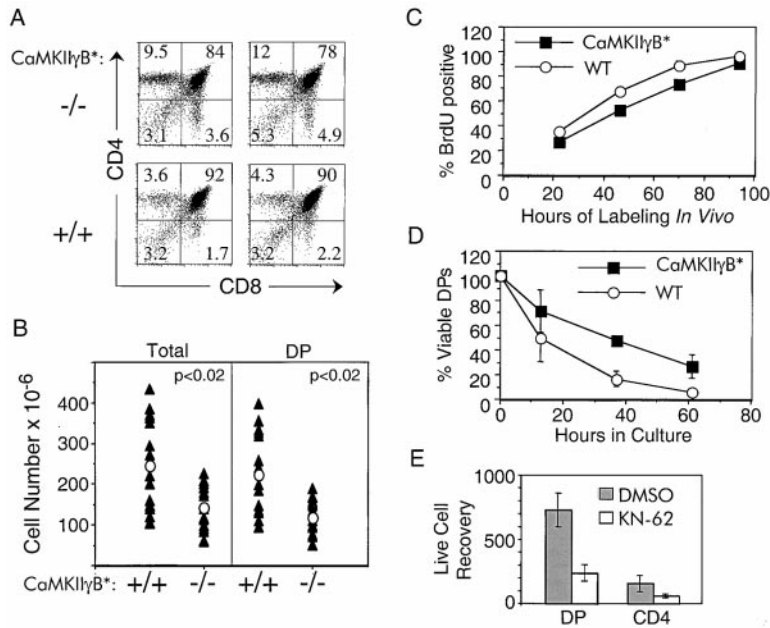 A
CaMKIIγB*:
-/-
+/+
CD4
CD8
9.5 84
3.1 3.6
12 78
5.3 4.9
3.6 92
3.2 1.7
4.3 90
3.2 2.2
B
Total DP
p<0.02 p<0.02
Cell Number x 10-6
400
300
200
100
CaMKIIγB*: +/+ -/- +/+ -/-
C
CaMKIIγB*
WT
% BrdU positive
120
100
80
60
40
20
0
0 20 40 60 80 100
Hours of Labeling In Vivo
D
CaMKIIγB*
WT
% Viable DPs
120
100
80
60
40
20
0
0 20 40 60 80
Hours in Culture
E
DMSO
KN-62
Live Cell
Recovery
1000
500
0
DP CD4